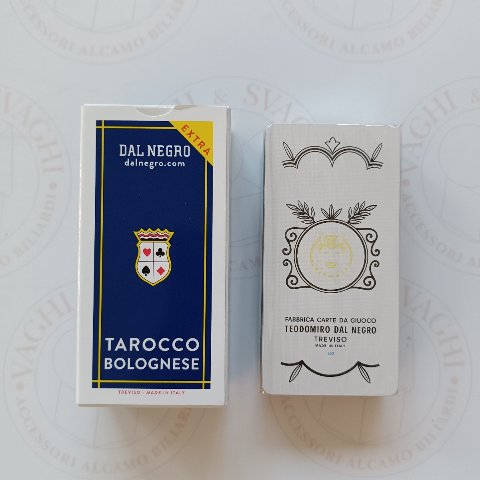 EXTRA
DAL NEGRO
dalnegro.com
TAROCCO
BOLOGNESE
TREVISO - MADE IN ITALY
FABBRICA CARTE DA GIUOCO
TEODOMIRO DAL NEGRO
TREVISO
MADE IN ITALY
SVAGHI &
ACCESSORI ALCAMO BILIARDI